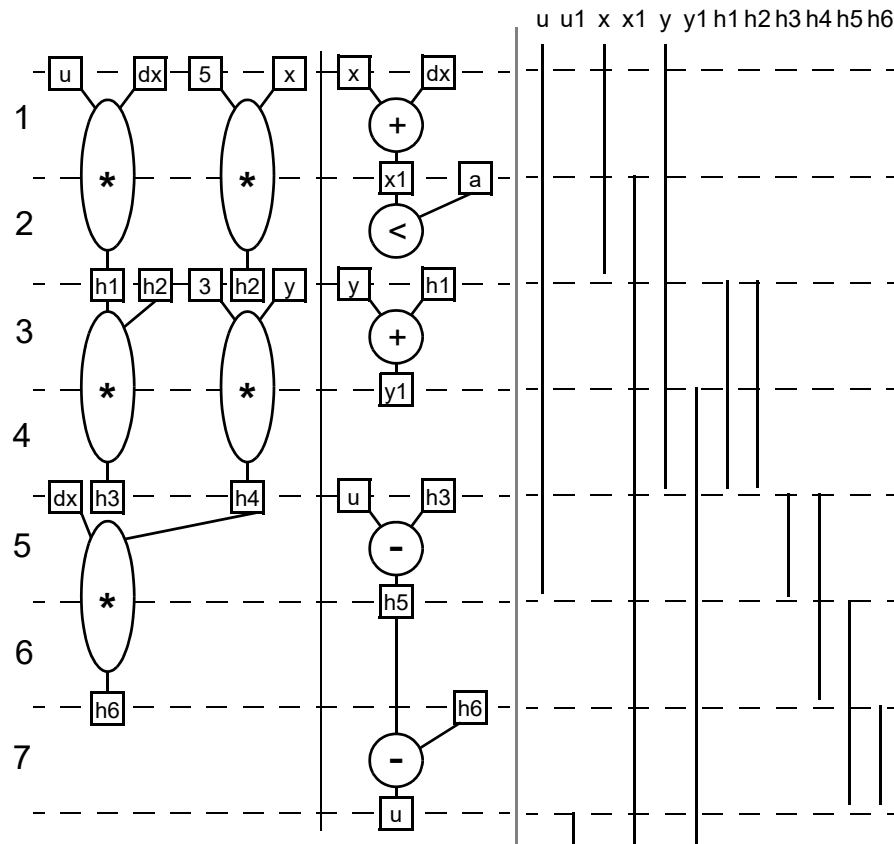 u u1 x x1 y y1 h1 h2 h3 h4 h5 h6
u dx 5 x x dx
1 +
* * x1 a
2 <
h1 h2 3 h2 y y h1
3 +
* * y1
4
dx h3 h4 u h3
5 -
* h5
6
h6 h6
7 -
u